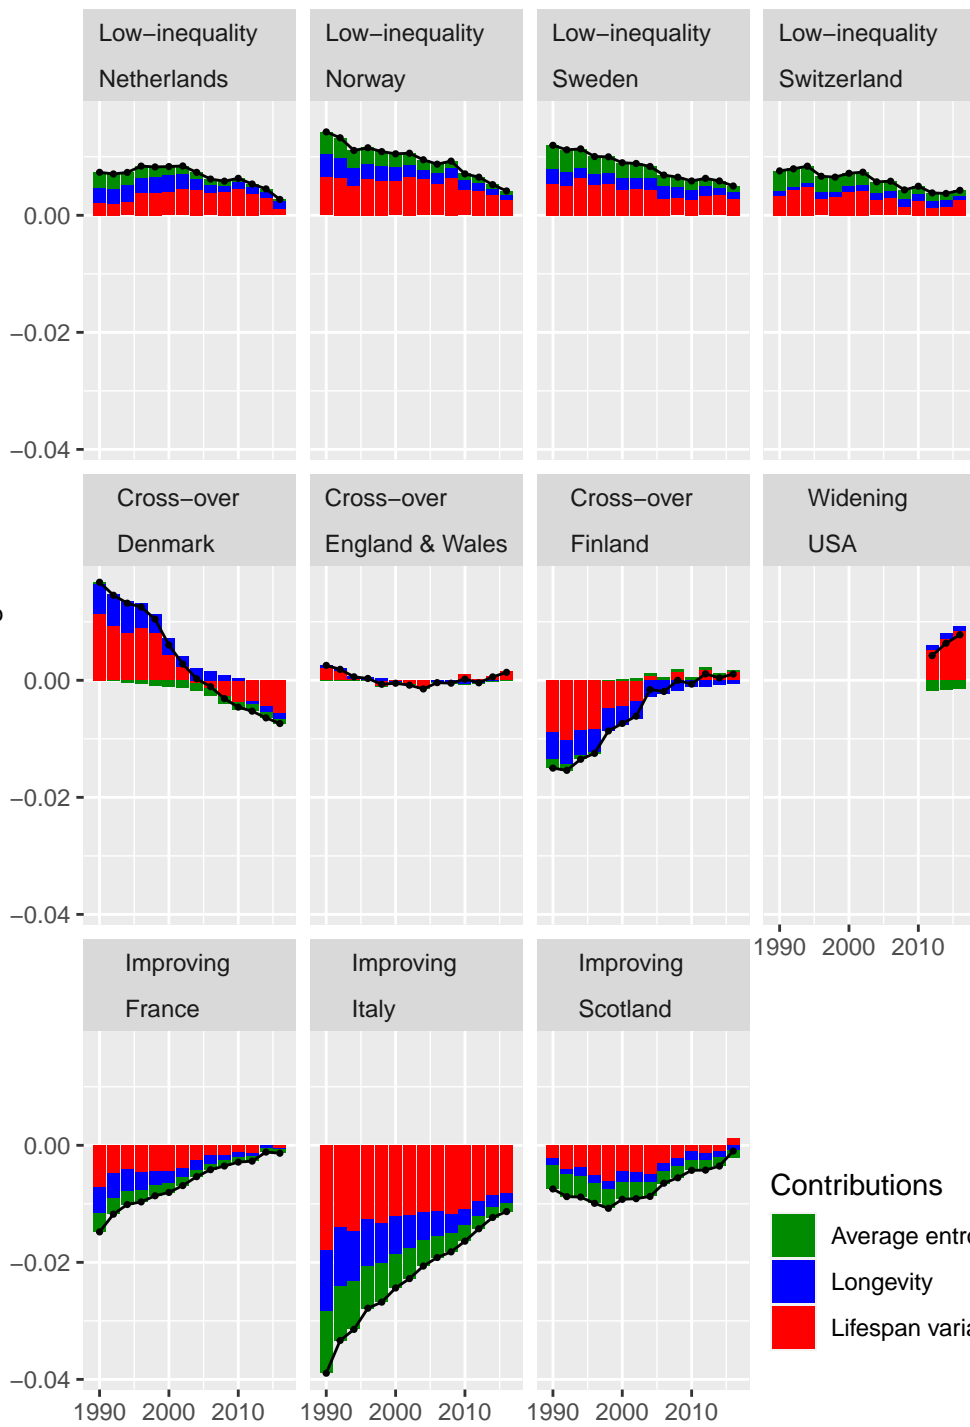 Low−inequality
Netherlands
Low−inequality
Norway
Low−inequality
Sweden
Low−inequality
Switzerland
0.00
−0.02
−0.04
Cross−over
Denmark
Cross−over
England & Wales
Cross−over
Finland
Widening
USA
0.00
−0.02
−0.04
1990 2000 2010
Improving
France
Improving
Italy
Improving
Scotland
0.00
−0.02
−0.04
1990 2000 2010
1990 2000 2010
1990 2000 2010
Contributions
Average
Longevity
Lifespan